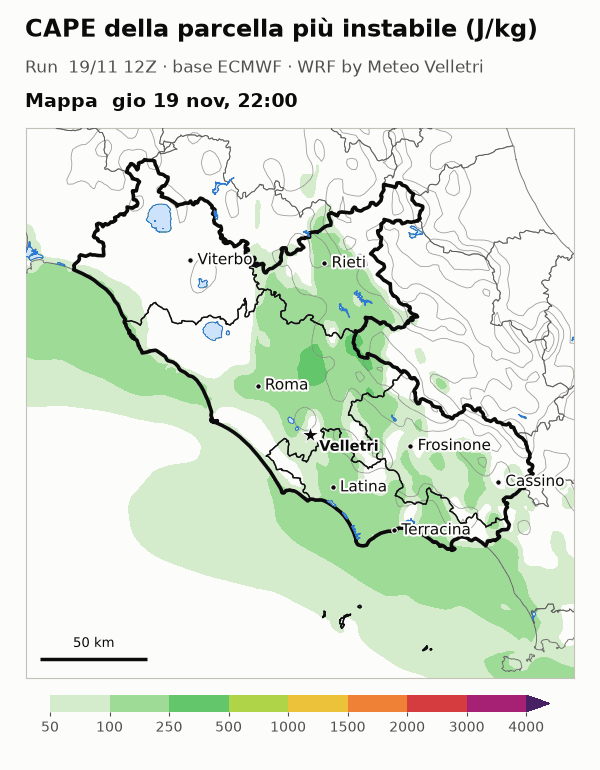 CAPE della parcella più instabile (J/kg)
Run  19/11 12Z · base ECMWF · WRF by Meteo Velletri
Mappa  gio 19 nov, 22:00
Viterbo
Rieti
Roma
Velletri
Frosinone
Cassino
Latina
Terracina
50 km
50 100 250 500 1000 1500 2000 3000 4000